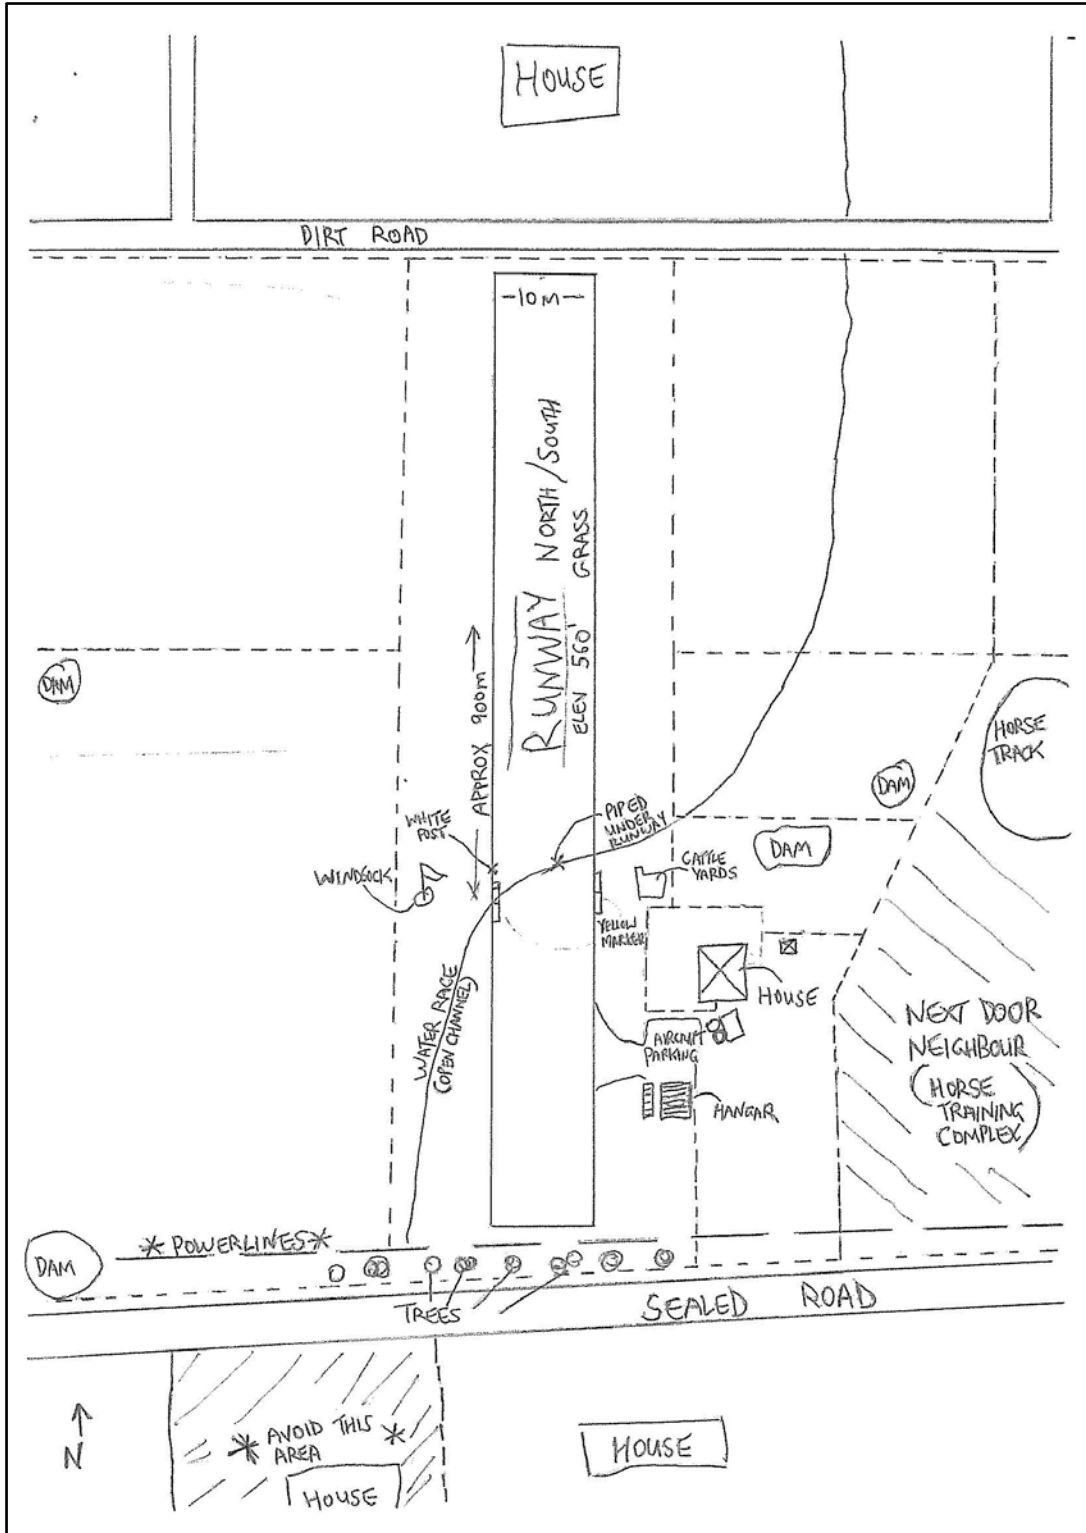 HOUSE
DIRT ROAD
-10M-
RUNWAY NORTH/SOUTH
ELEV 560' GRASS
APPROX 900m
DAM
HORSE
TRACK
DAM
WHITE
POST
PIPED
UNDER
RUNWAY
DAM
WINDSOCK
CATTLE
YARDS
YELLOW
MARKER
WATER RACE
(OPEN CHANNEL)
HOUSE
AIRCRAFT
PARKING
HANGAR
NEXT DOOR
NEIGHBOUR
(HORSE
TRAINING
COMPLEX)
* POWERLINES *
DAM
TREES
SEALED ROAD
N
* AVOID THIS *
AREA
HOUSE
HOUSE